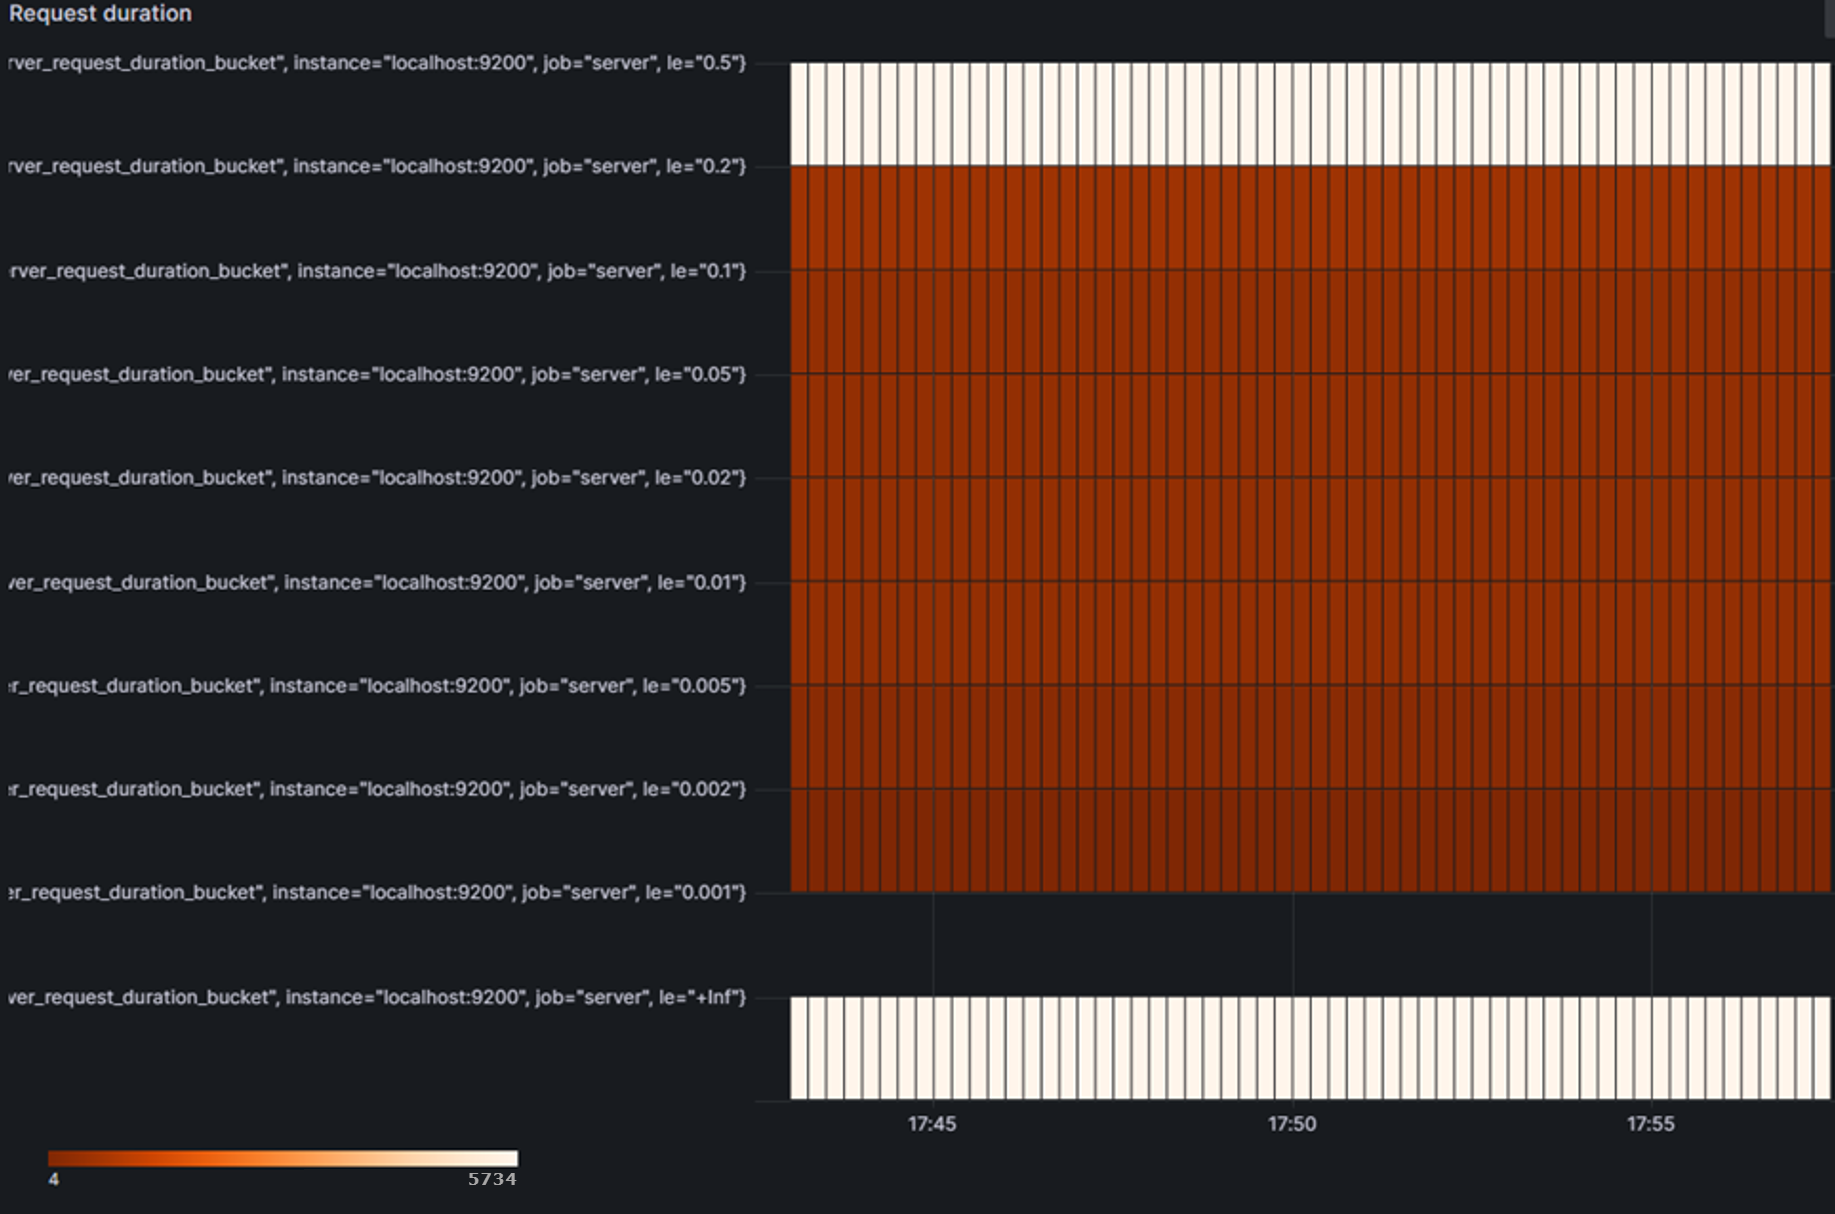 Request duration
rver_request_duration_bucket", instance="localhost:9200", job="server", le="0.5"}
rver_request_duration_bucket", instance="localhost:9200", job="server", le="0.2"}
rver_request_duration_bucket", instance="localhost:9200", job="server", le="0.1"}
ver_request_duration_bucket", instance="localhost:9200", job="server", le="0.05"}
ver_request_duration_bucket", instance="localhost:9200", job="server", le="0.02"}
ver_request_duration_bucket", instance="localhost:9200", job="server", le="0.01"}
er_request_duration_bucket", instance="localhost:9200", job="server", le="0.005"}
er_request_duration_bucket", instance="localhost:9200", job="server", le="0.002"}
er_request_duration_bucket", instance="localhost:9200", job="server", le="0.001"}
ver_request_duration_bucket", instance="localhost:9200", job="server", le="+Inf"}
17:45 17:50 17:55
4 5734